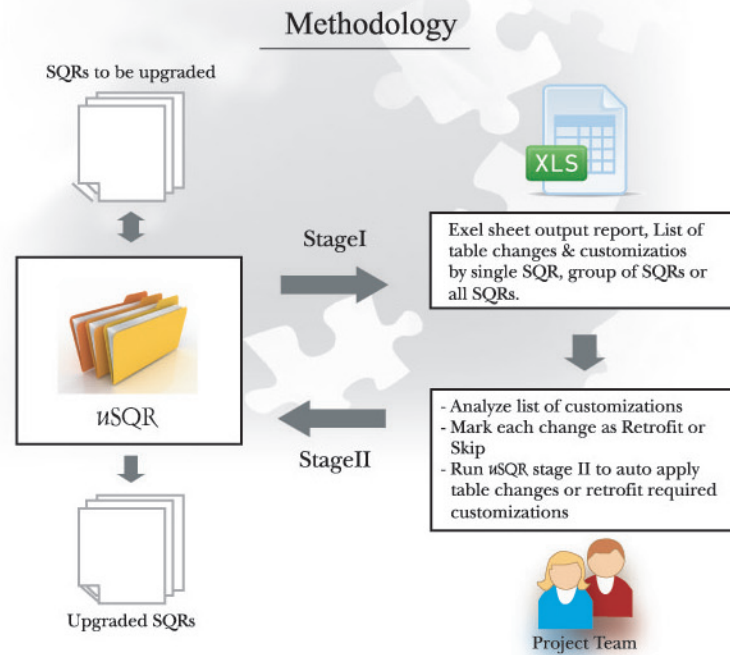 Methodology
SQRs to be upgraded
XLS
StageI
Exel sheet output report, List of
table changes & customizatios
by single SQR, group of SQRs or
all SQRs.
uSQR
StageII
- Analyze list of customizations
- Mark each change as Retrofit or
Skip
- Run uSQR stage II to auto apply
table changes or retrofit required
customizations
Upgraded SQRs
Project Team